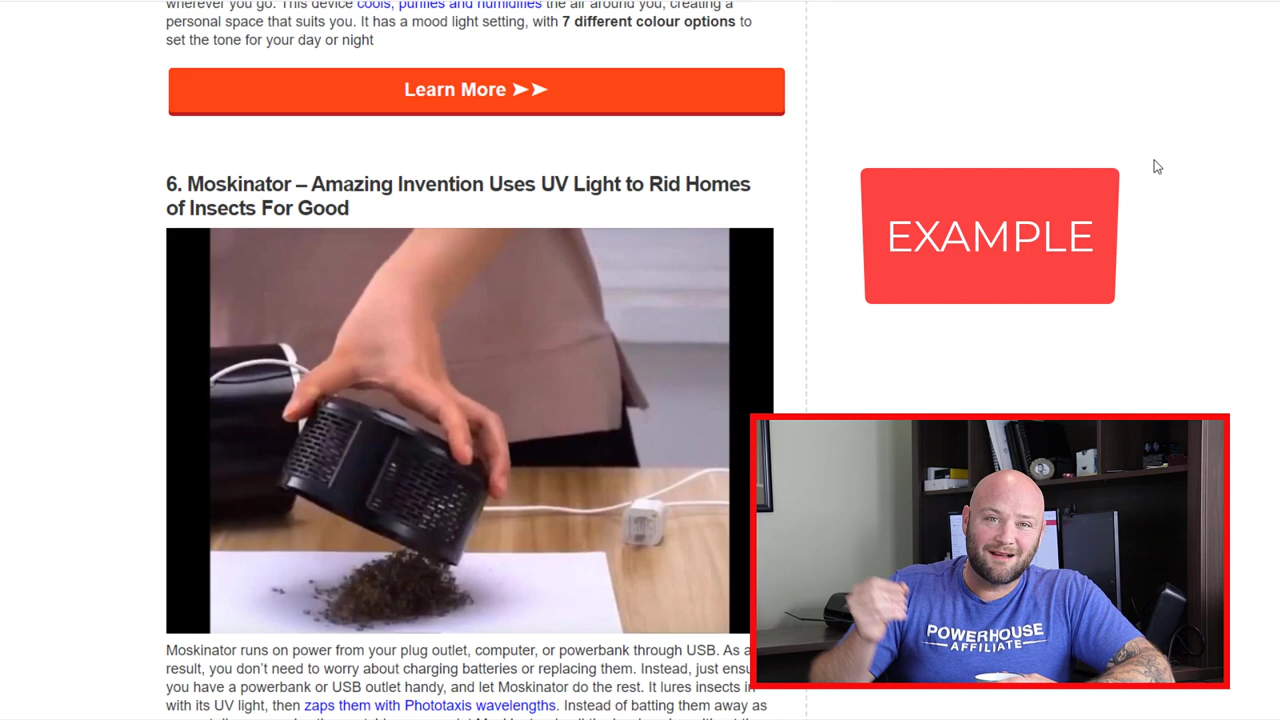 wherever you go. This device cools, purifies and humidifies the air around you, creating a
personal space that suits you. It has a mood light setting, with 7 different colour options to
set the tone for your day or night
Learn More ➤➤
6. Moskinator – Amazing Invention Uses UV Light to Rid Homes
of Insects For Good
EXAMPLE
POWERHOUSE
AFFILIATE
Moskinator runs on power from your plug outlet, computer, or powerbank through USB. As a
result, you don't need to worry about charging batteries or replacing them. Instead, just
you have a powerbank or USB outlet handy, and let Moskinator do the rest. It lures insects
with its UV light, then zaps them with Phototaxis wavelengths. Instead of batting them away as